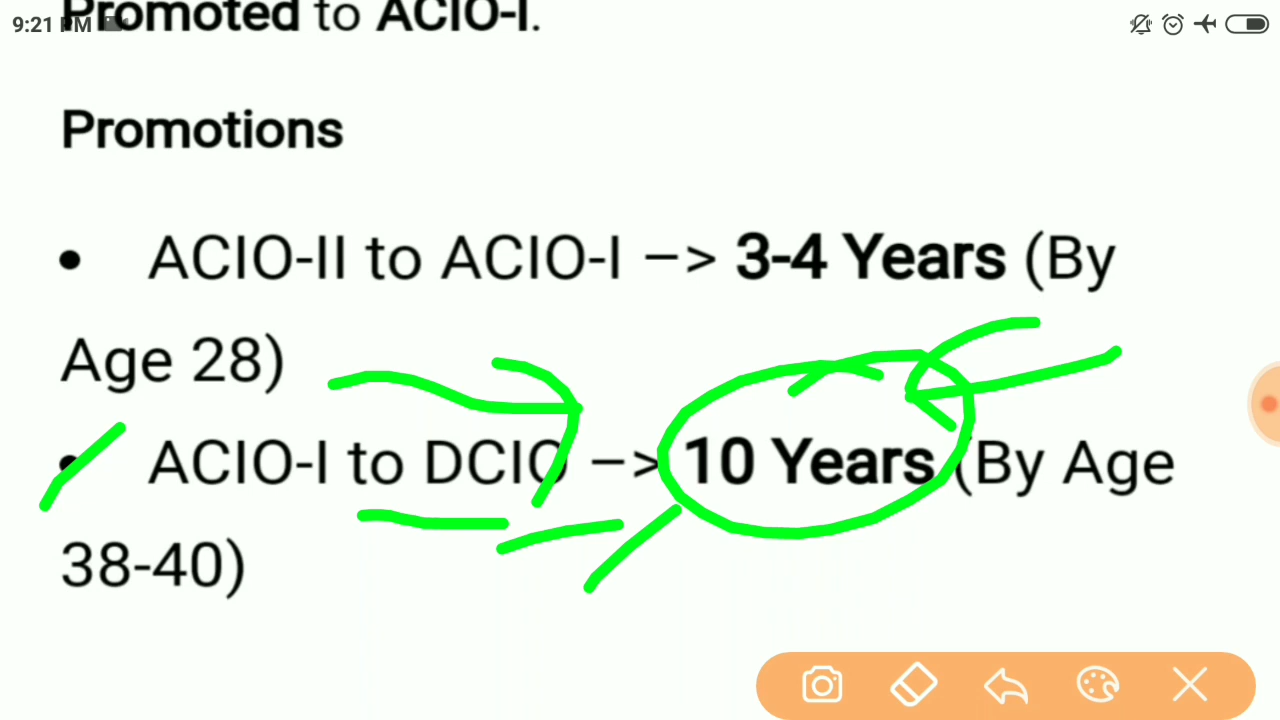 Promoted to ACIO-I.
9:21 PM
Promotions
• ACIO-II to ACIO-I –> 3-4 Years (By
Age 28)
• ACIO-I to DCIO –> 10 Years (By Age
38-40)